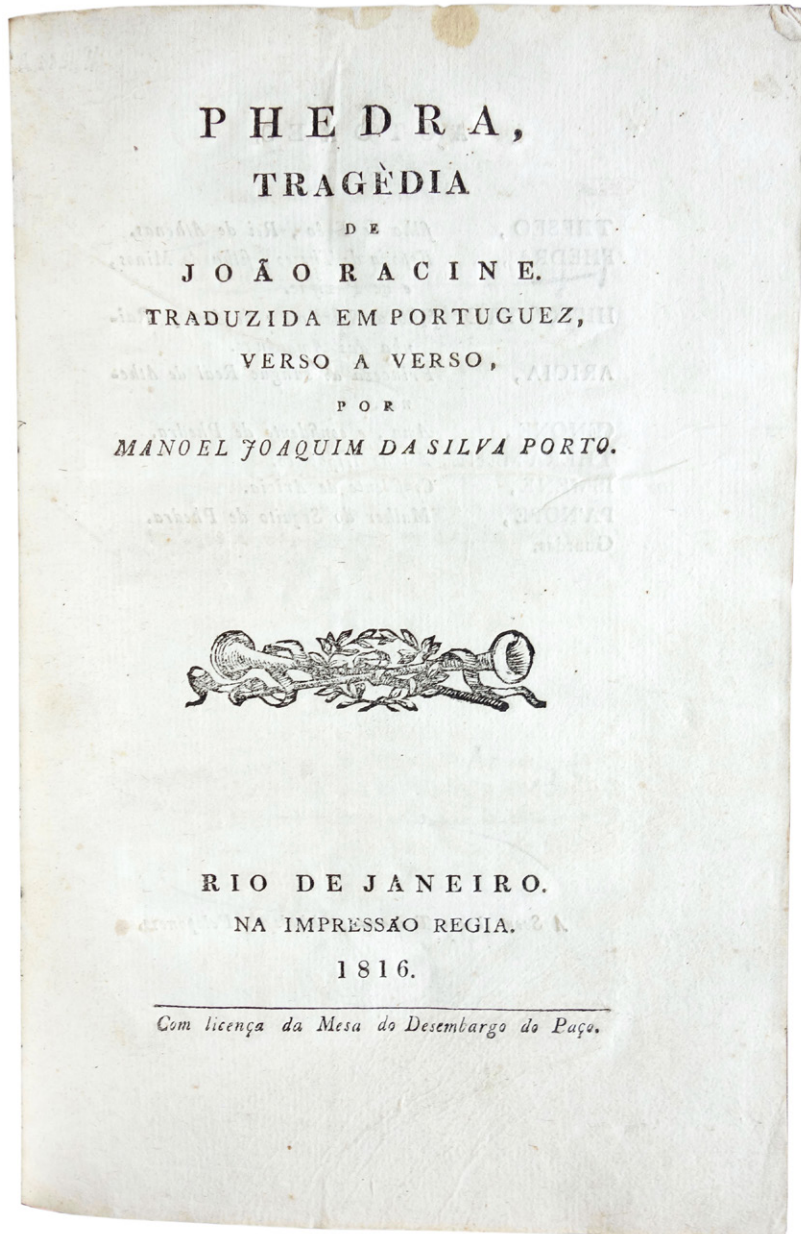 PHEDRA,
TRAGÈDIA
DE
JOÃO RACINE.
TRADUZIDA EM PORTUGUEZ,
VERSO A VERSO,
POR
MANOEL JOAQUIM DA SILVA PORTO.
RIO DE JANEIRO.
NA IMPRESSÃO REGIA.
1816.
Com licença da Mesa do Desembargo do Paço.